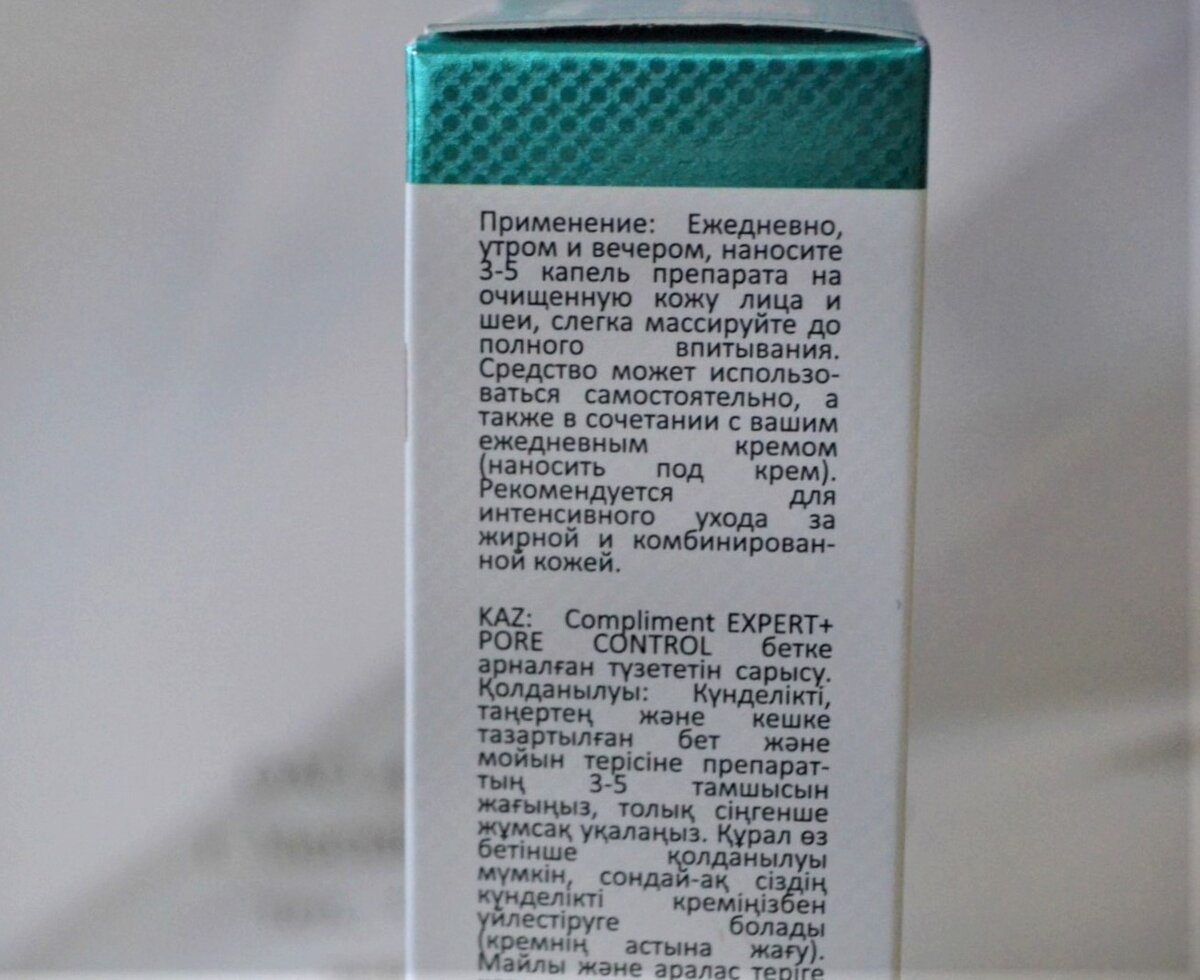 Применение: Ежедневно,
утром и вечером, наносите
3-5 капель препарата на
очищенную кожу лица и
шеи, слегка массируйте до
полного впитывания.
Средство может использо-
ваться самостоятельно, а
также в сочетании с вашим
ежедневным кремом
(наносить под крем).
Рекомендуется для
интенсивного ухода за
жирной и комбинирован-
ной кожей.
KAZ: Compliment EXPERT+
PORE CONTROL бетке
арналған түзететін сарысу.
Қолданылуы: Күнделікті,
таңертең және кешке
тазартылған бет және
мойын терісіне препарат-
тың 3-5 тамшысын
жағыңыз, толық сіңгенше
жұмсақ уқалаңыз. Құрал өз
бетінше қолданылуы
мүмкін, сондай-ақ сіздің
күнделікті креміңізбен
үйлестіруге болады
(кремнің астына жағу).
Майлы және аралас теріге